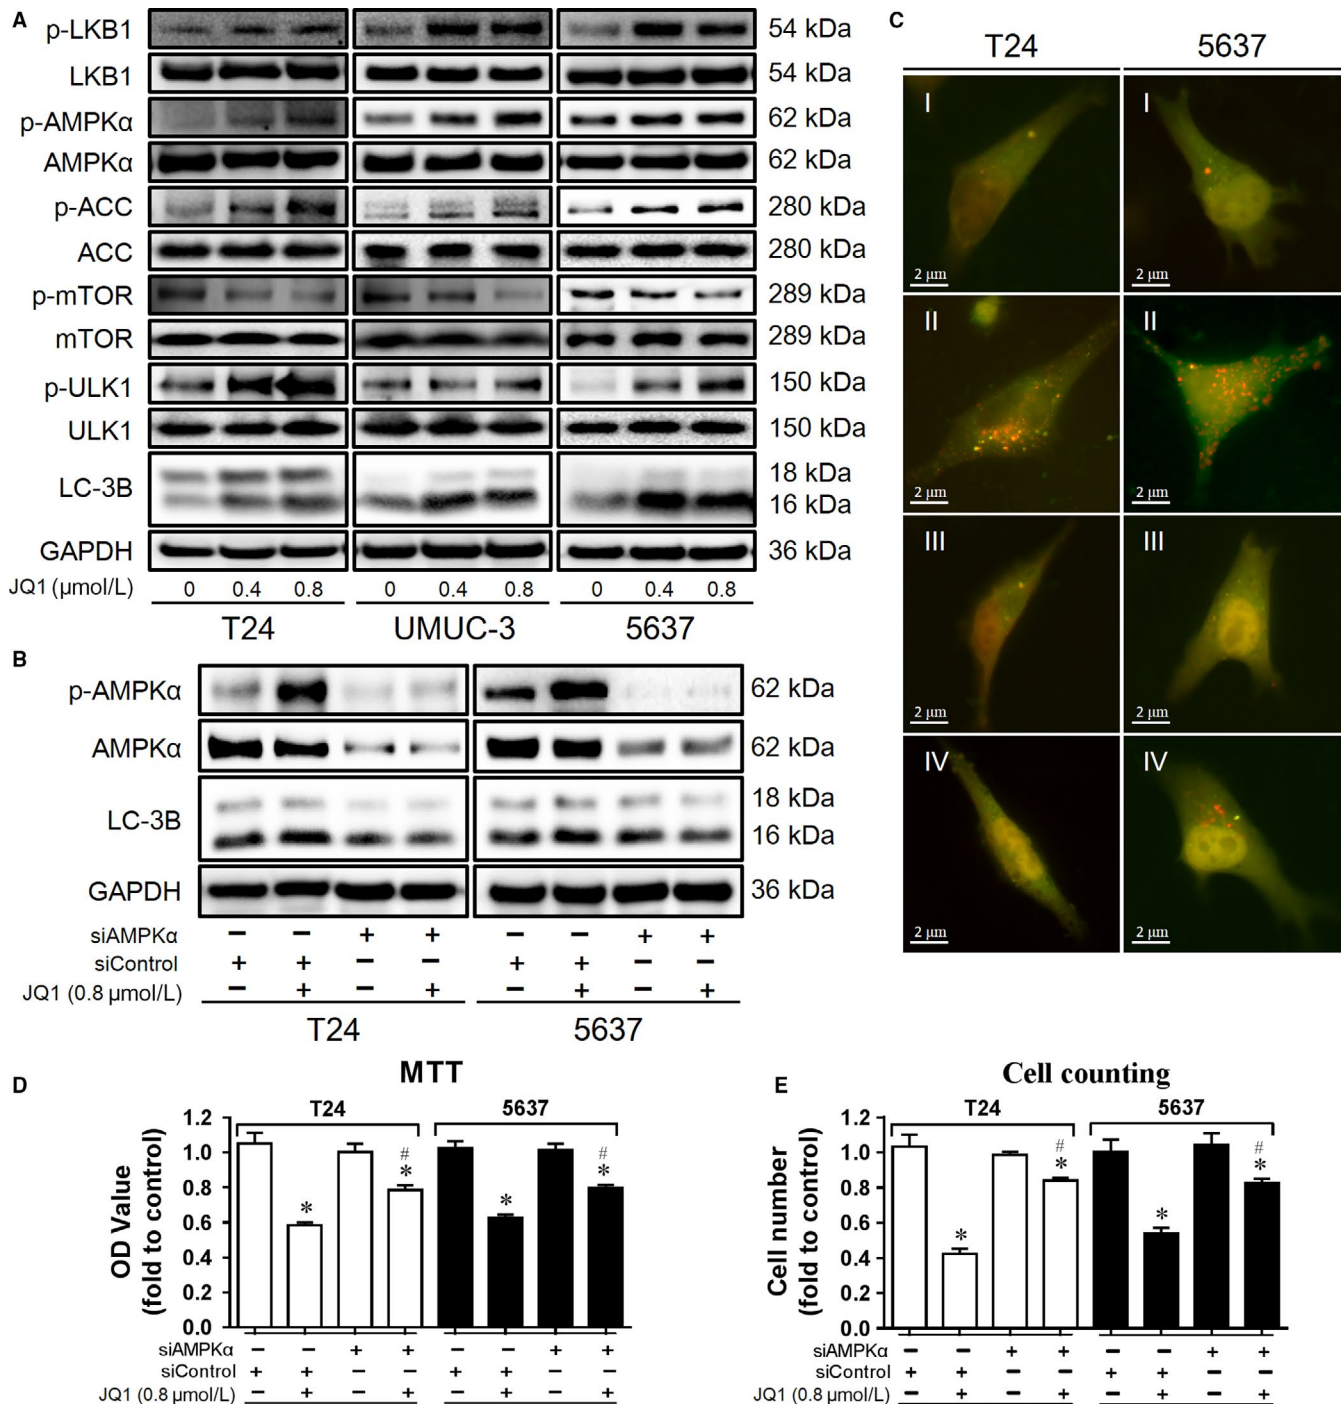 A
p-LKB1 54 kDa
LKB1 54 kDa
p-AMPKα 62 kDa
AMPKα 62 kDa
p-ACC 280 kDa
ACC 280 kDa
p-mTOR 289 kDa
mTOR 289 kDa
p-ULK1 150 kDa
ULK1 150 kDa
LC-3B 18 kDa
16 kDa
GAPDH 36 kDa
JQ1 (μmol/L) 0 0.4 0.8 0 0.4 0.8 0 0.4 0.8
T24 UMUC-3 5637
B
p-AMPKα 62 kDa
AMPKα 62 kDa
LC-3B 18 kDa
16 kDa
GAPDH 36 kDa
siAMPKα − − + + − − + +
siControl + + − − + + − −
JQ1 (0.8 μmol/L) − + − + − + − +
T24 5637
C
T24 5637
I I
2 μm 2 μm
II II
2 μm 2 μm
III III
2 μm 2 μm
IV IV
2 μm 2 μm
D
MTT
T24 5637
OD Value
(fold to control)
1.2
1.0
0.8
0.6
0.4
0.2
0.0
* # * * # *
siAMPKα − − + + − − + +
siControl + + − − + + − −
JQ1 (0.8 μmol/L) − + − + − + − +
E
Cell counting
T24 5637
Cell number
(fold to control)
1.2
1.0
0.8
0.6
0.4
0.2
0.0
* # * * # *
siAMPKα − − + + − − + +
siControl + + − − + + − −
JQ1 (0.8 μmol/L) − + − + − + − +